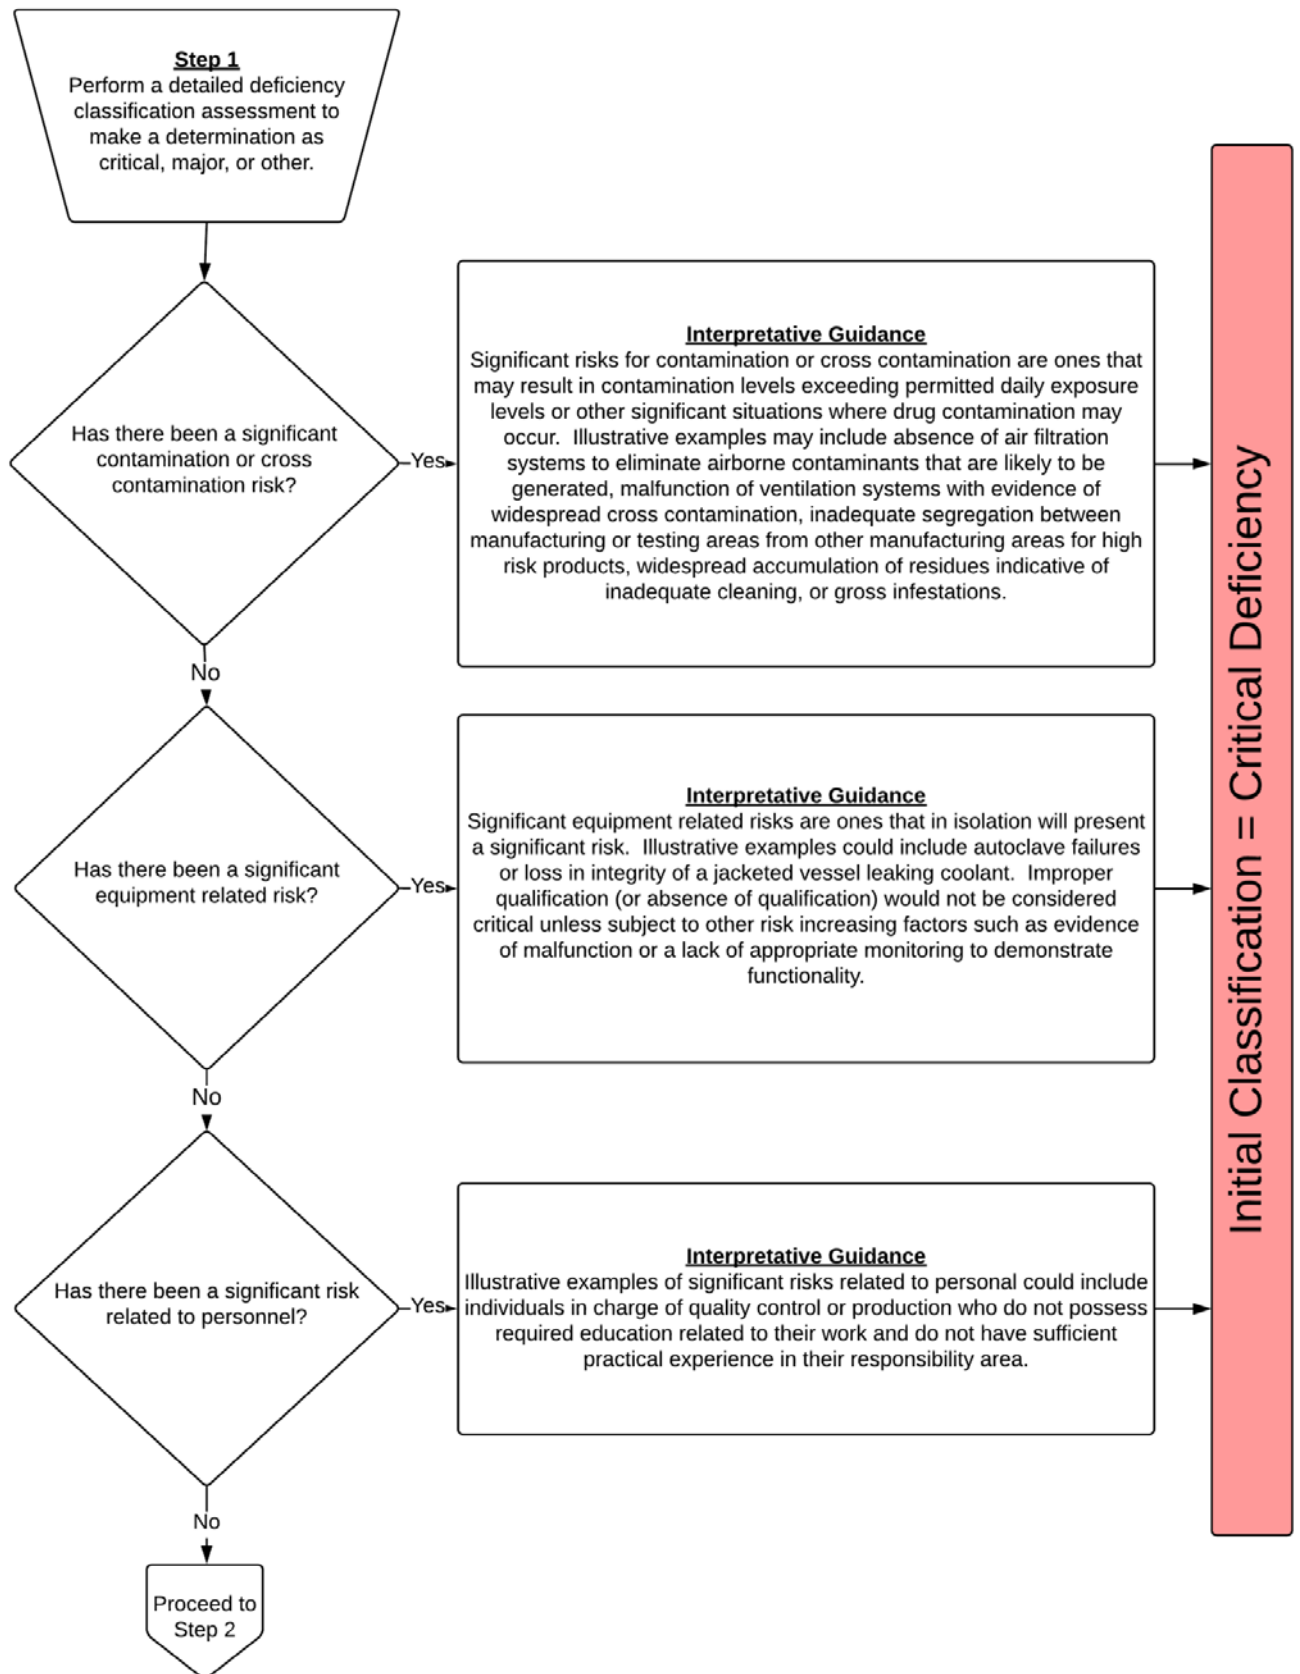 Step 1
Perform a detailed deficiency
classification assessment to
make a determination as
critical, major, or other.
Has there been a significant
contamination or cross
contamination risk?
Yes
Interpretative Guidance
Significant risks for contamination or cross contamination are ones that
may result in contamination levels exceeding permitted daily exposure
levels or other significant situations where drug contamination may
occur.  Illustrative examples may include absence of air filtration
systems to eliminate airborne contaminants that are likely to be
generated, malfunction of ventilation systems with evidence of
widespread cross contamination, inadequate segregation between
manufacturing or testing areas from other manufacturing areas for high
risk products, widespread accumulation of residues indicative of
inadequate cleaning, or gross infestations.
No
Has there been a significant
equipment related risk?
Yes
Interpretative Guidance
Significant equipment related risks are ones that in isolation will present
a significant risk.  Illustrative examples could include autoclave failures
or loss in integrity of a jacketed vessel leaking coolant.  Improper
qualification (or absence of qualification) would not be considered
critical unless subject to other risk increasing factors such as evidence
of malfunction or a lack of appropriate monitoring to demonstrate
functionality.
No
Has there been a significant risk
related to personnel?
Yes
Interpretative Guidance
Illustrative examples of significant risks related to personal could include
individuals in charge of quality control or production who do not possess
required education related to their work and do not have sufficient
practical experience in their responsibility area.
No
Proceed to
Step 2
Initial Classification = Critical Deficiency